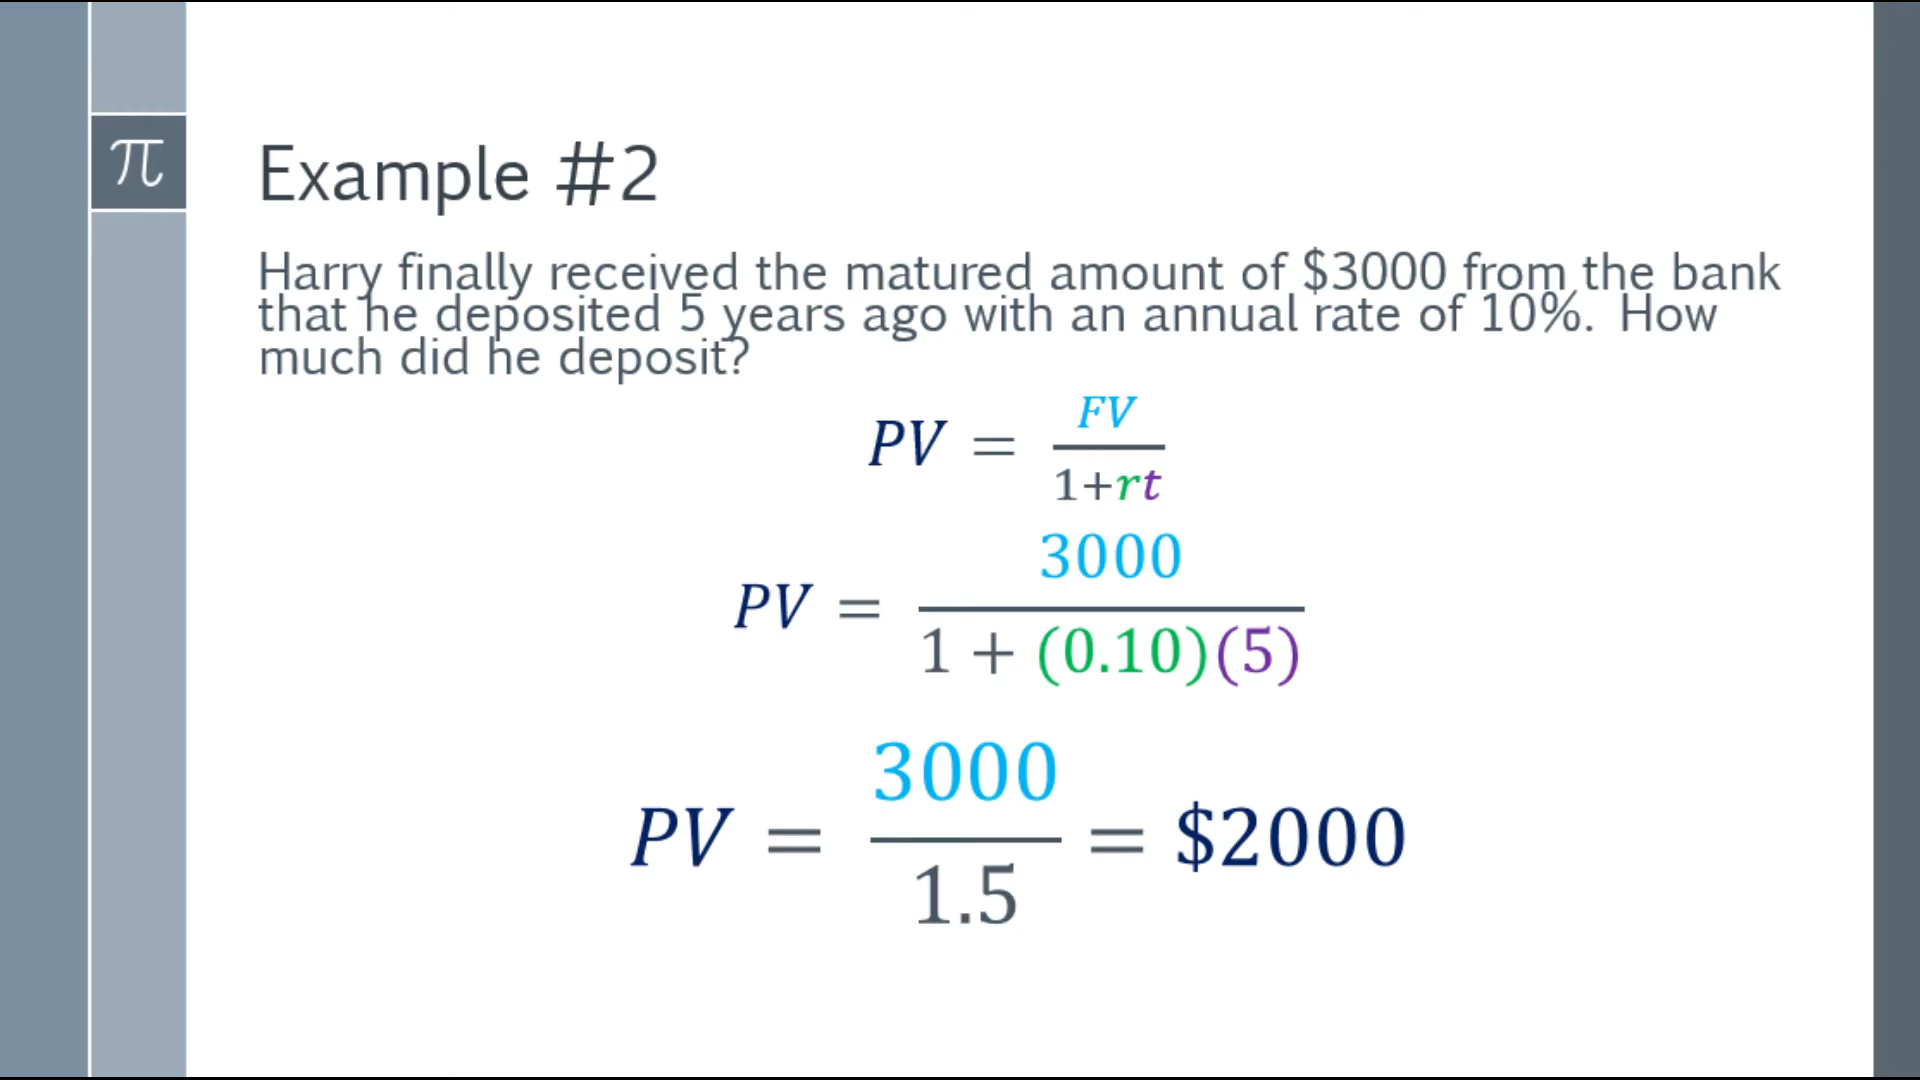 π
Example #2
Harry finally received the matured amount of $3000 from the bank
that he deposited 5 years ago with an annual rate of 10%. How
much did he deposit?
PV = FV / 1+rt
PV = 3000 / 1 + (0.10)(5)
PV = 3000 / 1.5 = $2000